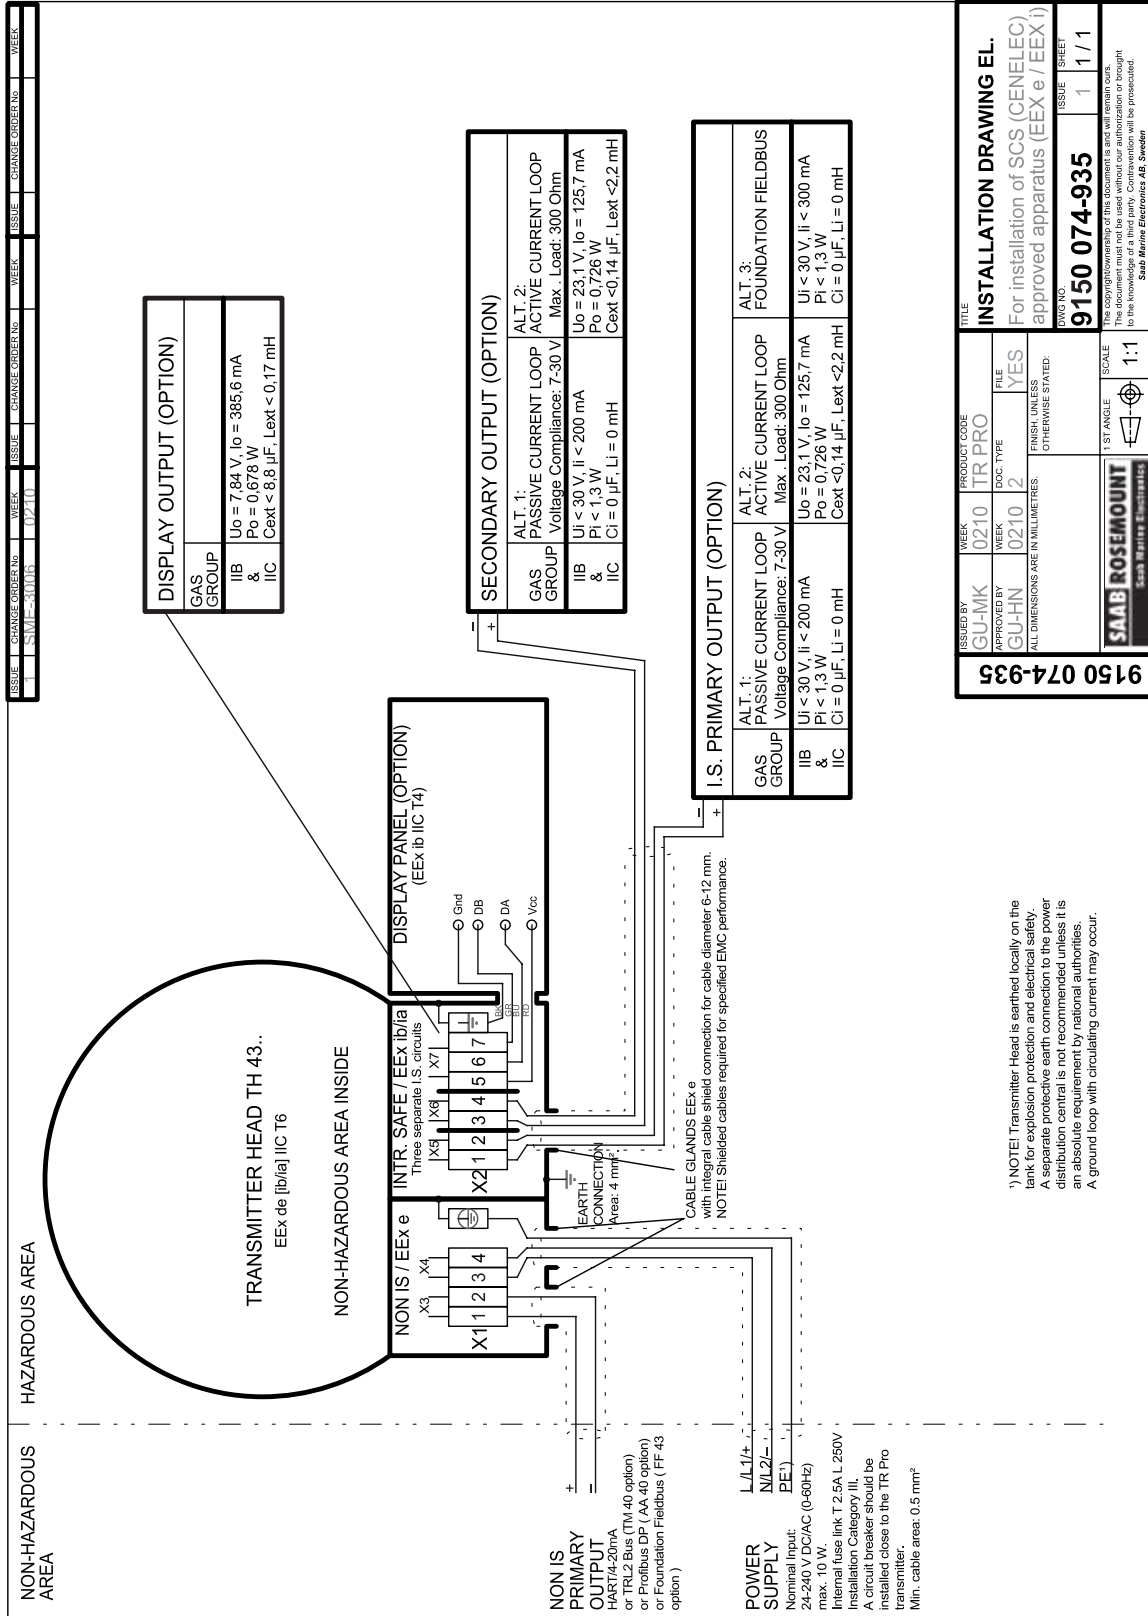 NON-HAZARDOUS
AREA
HAZARDOUS AREA
ISSUE
CHANGE ORDER No
WEEK
ISSUE
CHANGE ORDER No
WEEK
ISSUE
CHANGE ORDER No
WEEK
1
SME-3006
0210
TRANSMITTER HEAD TH 43..
EEx de [ib/ia] IIC T6
NON-HAZARDOUS AREA INSIDE
NON IS / EEx e
X3
X4
X1
1 2 3 4
INTR. SAFE / EEx ib/ia
Three separate I.S. circuits
X5
X6
X7
X2
1 2 3 4 5 6 7
BK
GR
BU
RD
DISPLAY PANEL (OPTION)
(EEx ib IIC T4)
Gnd
DB
DA
Vcc
DISPLAY OUTPUT (OPTION)
GAS
GROUP
IIB
&
IIC
Uo = 7,84 V, Io = 385,6 mA
Po = 0,678 W
Cext < 8,8 µF, Lext < 0,17 mH
SECONDARY OUTPUT (OPTION)
GAS
GROUP
ALT. 1:
PASSIVE CURRENT LOOP
Voltage Compliance: 7-30 V
ALT. 2:
ACTIVE CURRENT LOOP
Max . Load: 300 Ohm
IIB
&
IIC
Ui < 30 V, Ii < 200 mA
Pi < 1,3 W
Ci = 0 µF, Li = 0 mH
Uo = 23,1 V, Io = 125,7 mA
Po = 0,726 W
Cext <0,14 µF, Lext <2,2 mH
–
+
I.S. PRIMARY OUTPUT (OPTION)
GAS
GROUP
ALT. 1:
PASSIVE CURRENT LOOP
Voltage Compliance: 7-30 V
ALT. 2:
ACTIVE CURRENT LOOP
Max . Load: 300 Ohm
ALT. 3:
FOUNDATION FIELDBUS
IIB
&
IIC
Ui < 30 V, Ii < 200 mA
Pi < 1,3 W
Ci = 0 µF, Li = 0 mH
Uo = 23,1 V, Io = 125,7 mA
Po = 0,726 W
Cext <0,14 µF, Lext <2,2 mH
Ui < 30 V, Ii < 300 mA
Pi < 1,3 W
Ci = 0 µF, Li = 0 mH
–
+
EARTH
CONNECTION
Area: 4 mm²
CABLE GLANDS EEx e
with integral cable shield connection for cable diameter 6-12 mm.
NOTE! Shielded cables required for specified EMC performance.
NON IS
PRIMARY
OUTPUT
HART/4-20mA
or TRL2 Bus (TM 40 option)
or Profibus DP ( AA 40 option)
or Foundation Fieldbus ( FF 43
option )
+
–
POWER
SUPPLY
Nominal Input:
24-240 V DC/AC (0-60Hz)
max. 10 W.
Internal fuse link T 2.5A L 250V
Installation Category III.
A circuit breaker should be
installed close to the TR Pro
transmitter.
Min. cable area: 0.5 mm²
L /L1/+
N/L2/–
PE¹)
¹) NOTE! Transmitter Head is earthed locally on the
tank for explosion protection and electrical safety.
A separate protective earth connection to the power
distribution central is not recommended unless it is
an absolute requirement by national authorities.
A ground loop with circulating current may occur.
9150 074-935
ISSUED BY
GU-MK
WEEK
0210
PRODUCT CODE
TR PRO
APPROVED BY
GU-HN
WEEK
0210
DOC. TYPE
2
FILE
YES
ALL DIMENSIONS ARE IN MILLIMETRES.
FINISH, UNLESS
OTHERWISE STATED:
SAAB ROSEMOUNT
Saab Marine Electronics
1 ST ANGLE
SCALE
1:1
TITLE
INSTALLATION DRAWING EL.
For installation of SCS (CENELEC)
approved apparatus (EEX e / EEX i)
DWG NO.
9150 074-935
ISSUE
1
SHEET
1 / 1
The copyright/ownership of this document is and will remain ours.
The document must not be used without our authorization or brought
to the knowledge of a third party. Contravention will be prosecuted.
Saab Marine Electronics AB, Sweden